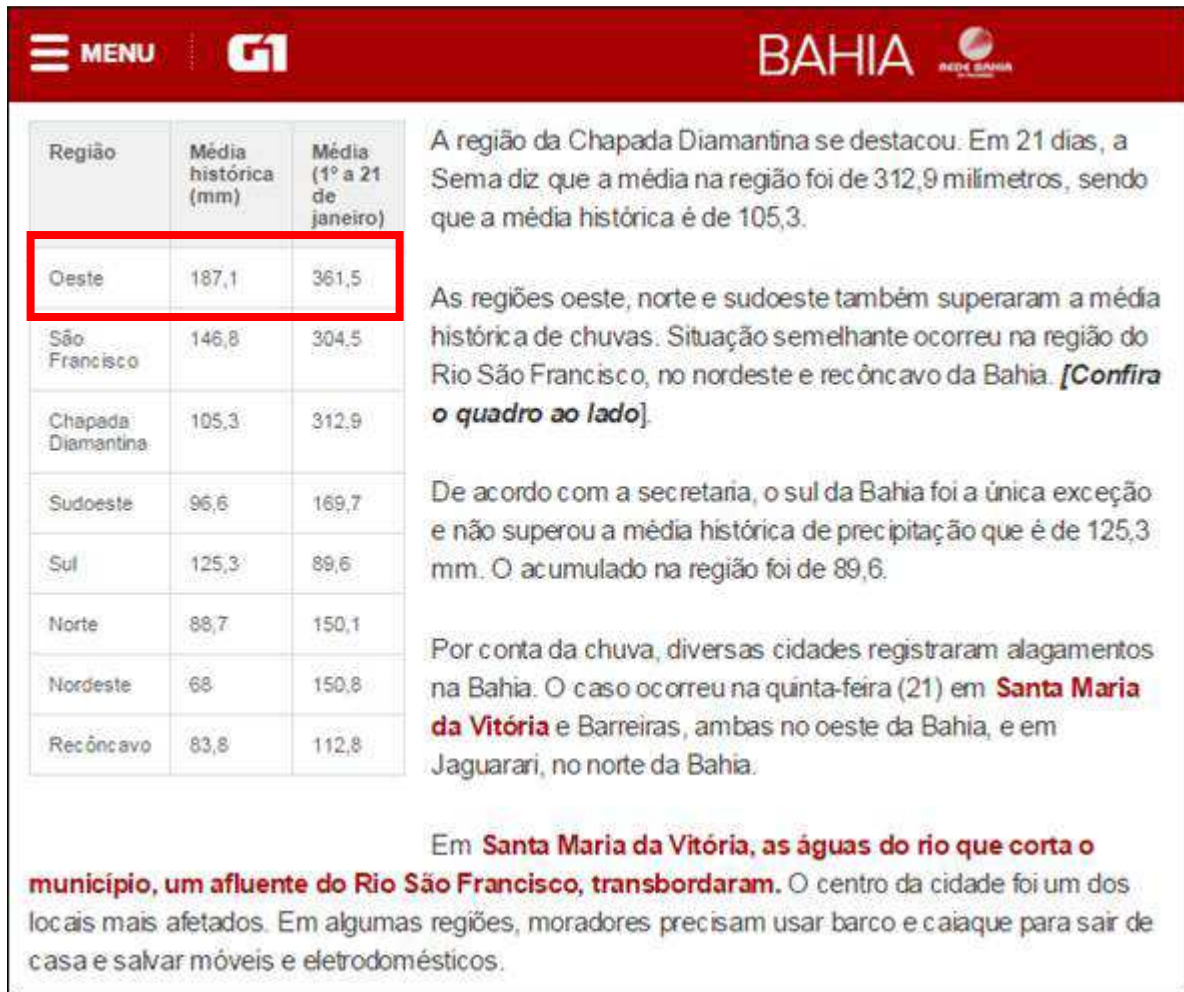 MENU G1 BAHIA REDE BAHIA
Região Média histórica (mm) Média (1º a 21 de janeiro)
Oeste 187,1 361,5
São Francisco 146,8 304,5
Chapada Diamantina 105,3 312,9
Sudoeste 96,6 169,7
Sul 125,3 89,6
Norte 88,7 150,1
Nordeste 68 150,8
Recôncavo 83,8 112,8
A região da Chapada Diamantina se destacou. Em 21 dias, a
Sema diz que a média na região foi de 312,9 milímetros, sendo
que a média histórica é de 105,3.
As regiões oeste, norte e sudoeste também superaram a média
histórica de chuvas. Situação semelhante ocorreu na região do
Rio São Francisco, no nordeste e recôncavo da Bahia. [Confira
o quadro ao lado].
De acordo com a secretaria, o sul da Bahia foi a única exceção
e não superou a média histórica de precipitação que é de 125,3
mm. O acumulado na região foi de 89,6.
Por conta da chuva, diversas cidades registraram alagamentos
na Bahia. O caso ocorreu na quinta-feira (21) em Santa Maria
da Vitória e Barreiras, ambas no oeste da Bahia, e em
Jaguarari, no norte da Bahia.
Em Santa Maria da Vitória, as águas do rio que corta o
município, um afluente do Rio São Francisco, transbordaram. O centro da cidade foi um dos
locais mais afetados. Em algumas regiões, moradores precisam usar barco e caiaque para sair de
casa e salvar móveis e eletrodomésticos.